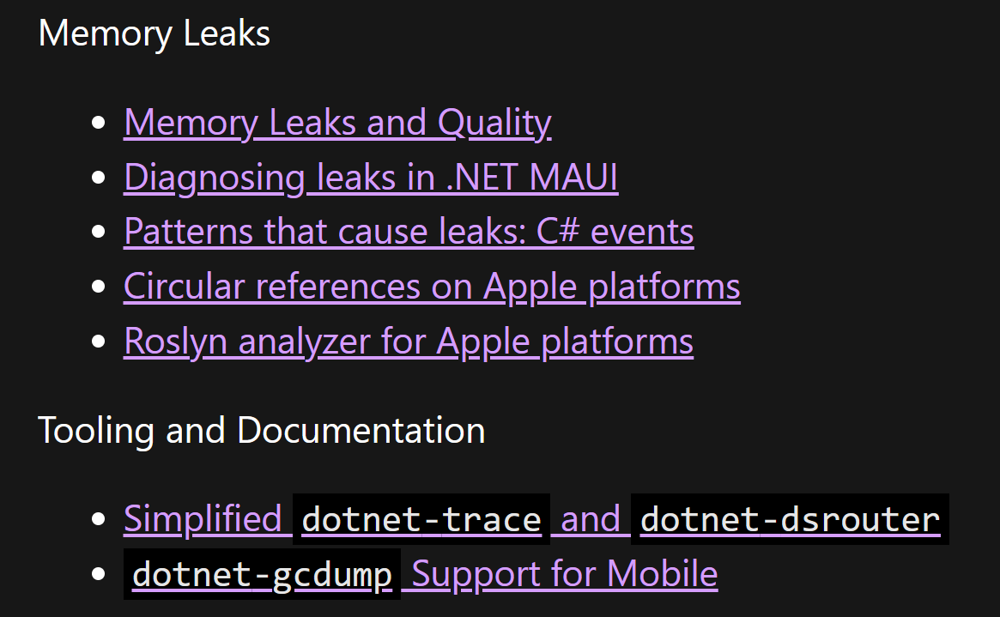 Memory Leaks
Memory Leaks and Quality
Diagnosing leaks in .NET MAUI
Patterns that cause leaks: C# events
Circular references on Apple platforms
Roslyn analyzer for Apple platforms
Tooling and Documentation
Simplified dotnet-trace and dotnet-dsrouter
dotnet-gcdump Support for Mobile